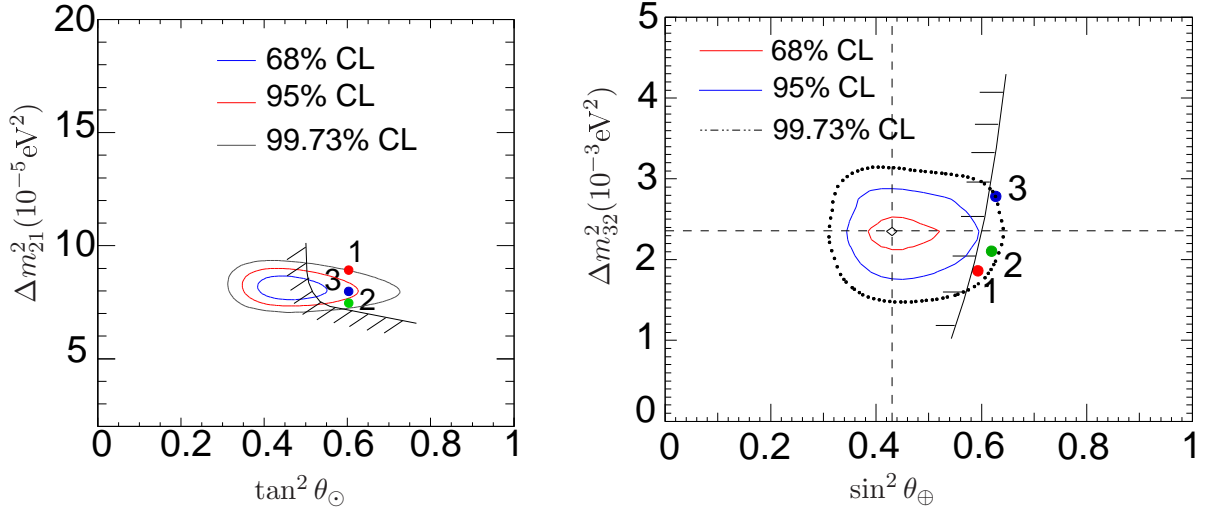 20
15
10
5
0
0.2
0.4
0.6
0.8
1
Δm²₂₁(10⁻⁵eV²)
tan² θ⊙
68% CL
95% CL
99.73% CL
1
3
2
5
4
3
2
1
0
0
0.2
0.4
0.6
0.8
1
Δm²₃₂(10⁻³eV²)
sin² θ⊕
68% CL
95% CL
99.73% CL
3
2
1